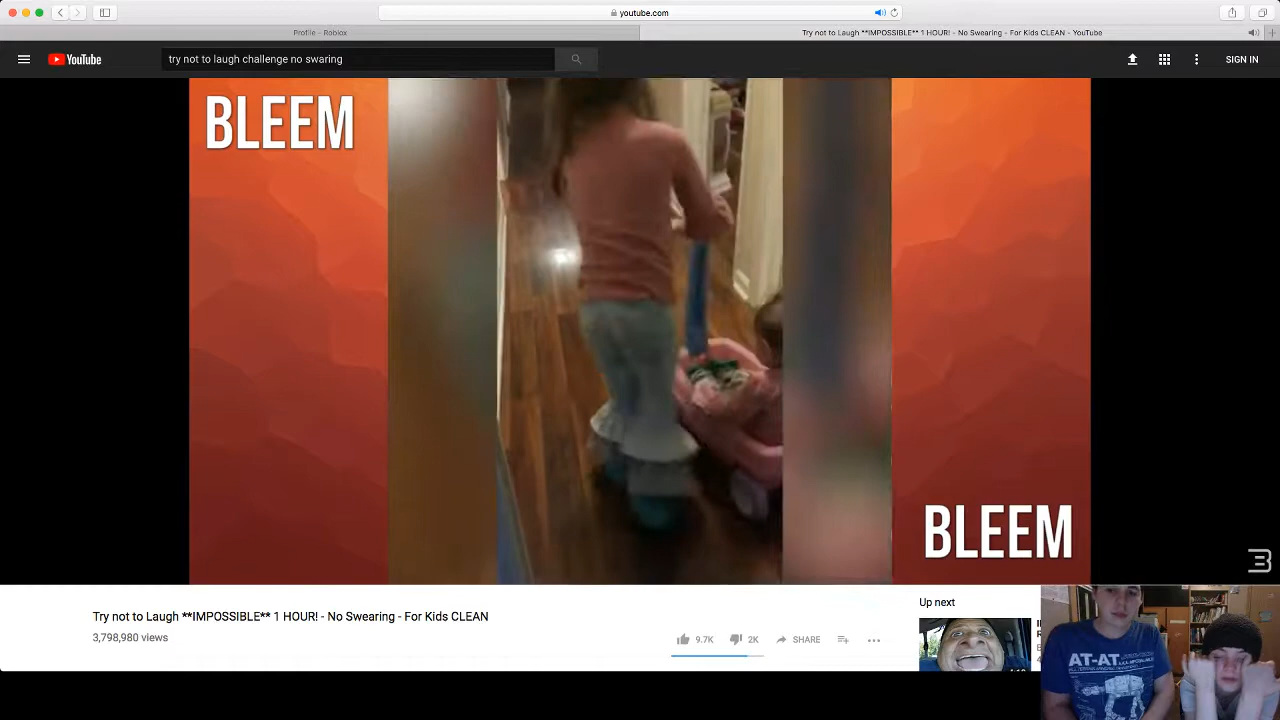 youtube.com
Profile - Roblox
Try not to Laugh **IMPOSSIBLE** 1 HOUR! - No Swearing - For Kids CLEAN - YouTube
YouTube
try not to laugh challenge no swaring
SIGN IN
BLEEM
BLEEM
Try not to Laugh **IMPOSSIBLE** 1 HOUR! - No Swearing - For Kids CLEAN
3,798,980 views
9.7K
2K
SHARE
Up next
AT-AT